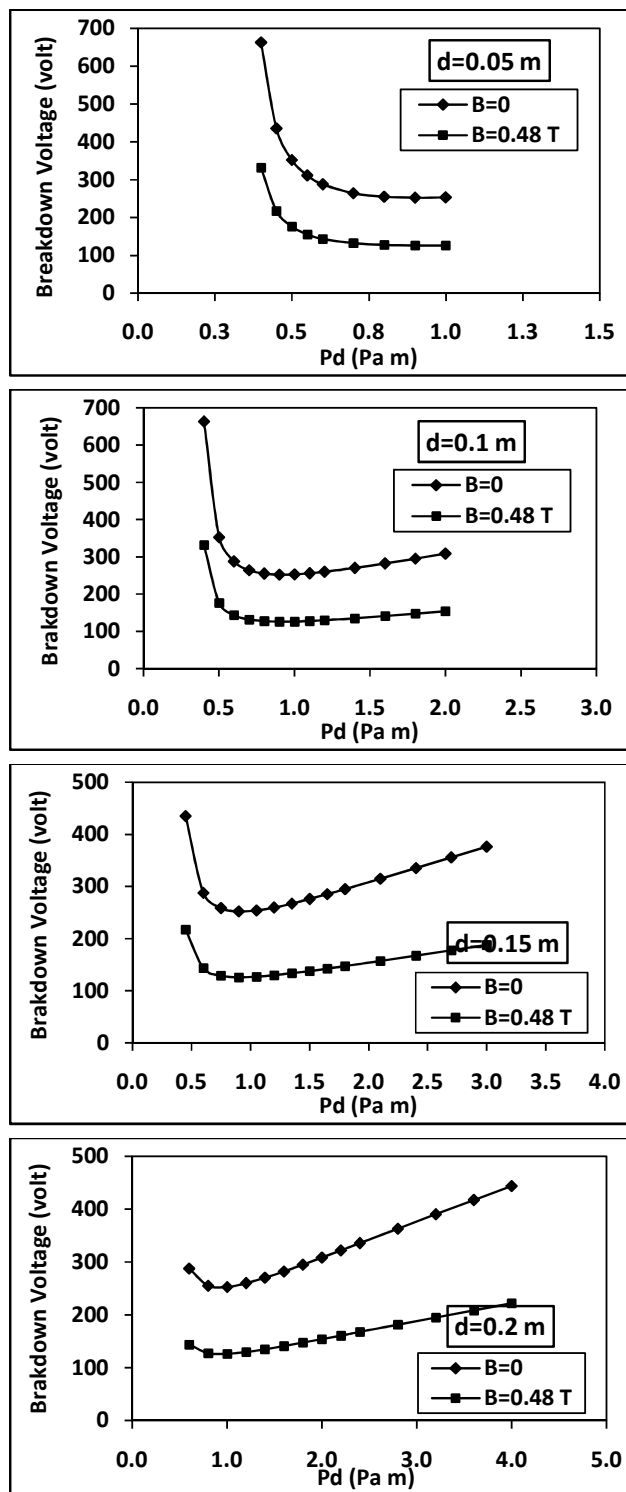 700
600
500
400
300
200
100
0
Breakdown Voltage (volt)
d=0.05 m
B=0
B=0.48 T
0.0 0.3 0.5 0.8 1.0 1.3 1.5
Pd (Pa m)
700
600
500
400
300
200
100
0
Brakdown Voltage (volt)
d=0.1 m
B=0
B=0.48 T
0.0 0.5 1.0 1.5 2.0 2.5 3.0
Pd (Pa m)
500
400
300
200
100
0
Brakdown Voltage (volt)
d=0.15 m
B=0
B=0.48 T
0.0 0.5 1.0 1.5 2.0 2.5 3.0 3.5 4.0
Pd (Pa m)
500
400
300
200
100
0
Brakdown Voltage (volt)
d=0.2 m
B=0
B=0.48 T
0.0 1.0 2.0 3.0 4.0 5.0
Pd (Pa m)